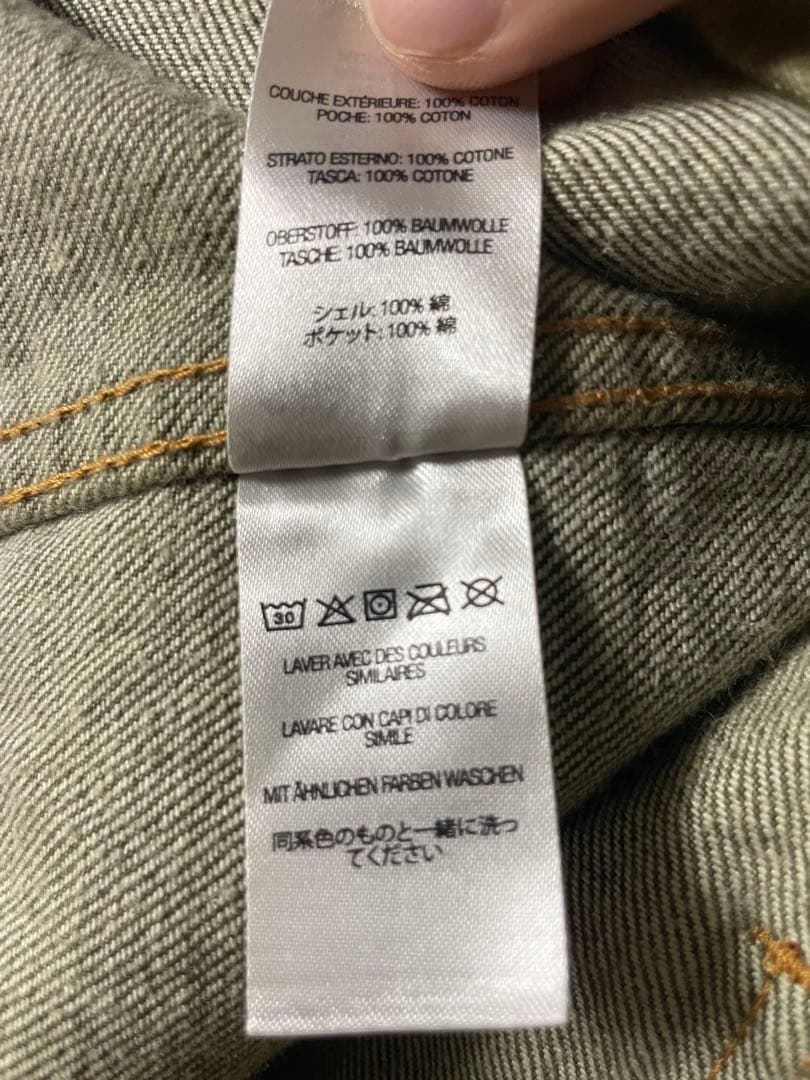 COUCHE EXTÉRIEURE: 100% COTON
POCHE: 100% COTON
STRATO ESTERNO: 100% COTONE
TASCA: 100% COTONE
OBERSTOFF: 100% BAUMWOLLE
TASCHE: 100% BAUMWOLLE
シェル: 100% 綿
ポケット: 100% 綿
30
LAVER AVEC DES COULEURS
SIMILAIRES
LAVARE CON CAPI DI COLORE
SIMILE
MIT ÄHNLICHEN FARBEN WASCHEN
同系色のものと一緒に洗っ
てください